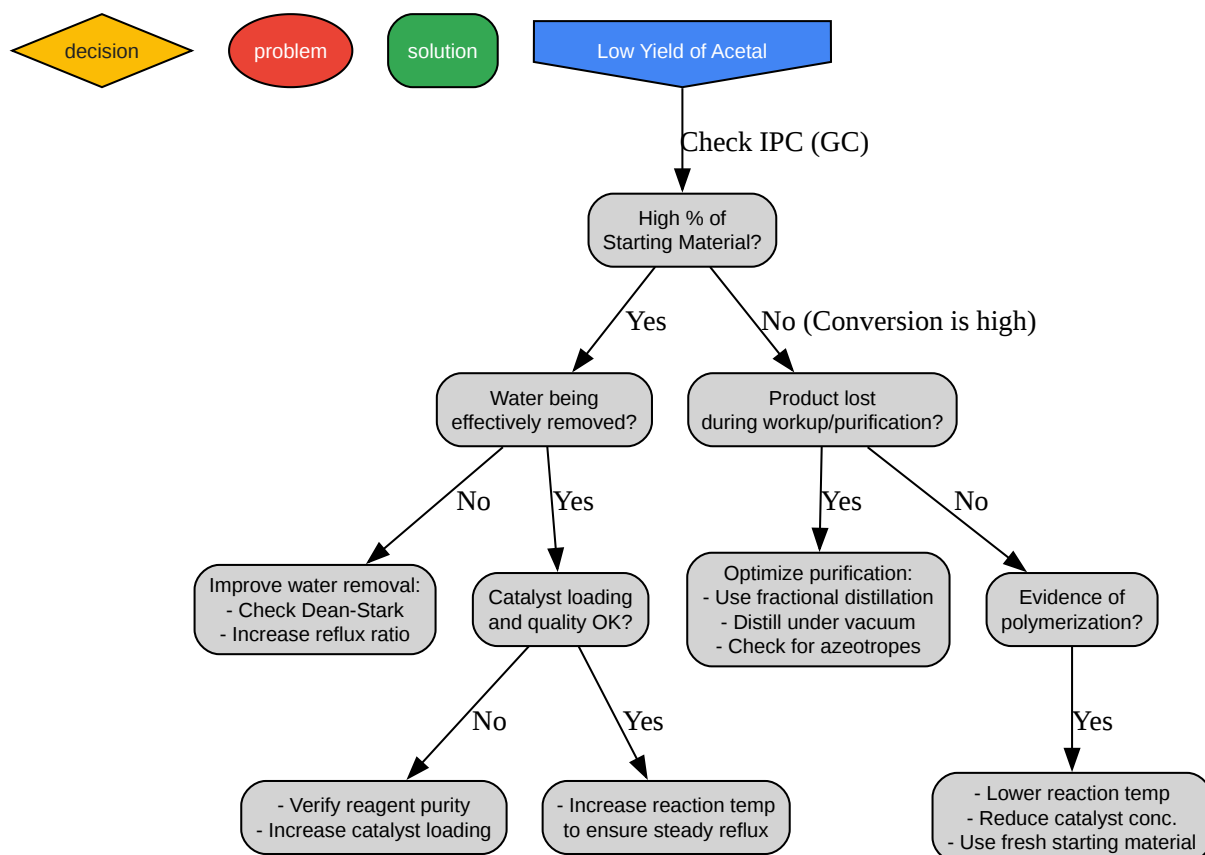 decision
problem
solution
Low Yield of Acetal
Check IPC (GC)
High % of
Starting Material?
Yes
No (Conversion is high)
Water being
effectively removed?
Product lost
during workup/purification?
No
Yes
Yes
No
Improve water removal:
- Check Dean-Stark
- Increase reflux ratio
Catalyst loading
and quality OK?
Optimize purification:
- Use fractional distillation
- Distill under vacuum
- Check for azeotropes
Evidence of
polymerization?
No
Yes
Yes
- Verify reagent purity
- Increase catalyst loading
- Increase reaction temp
to ensure steady reflux
- Lower reaction temp
- Reduce catalyst conc.
- Use fresh starting material